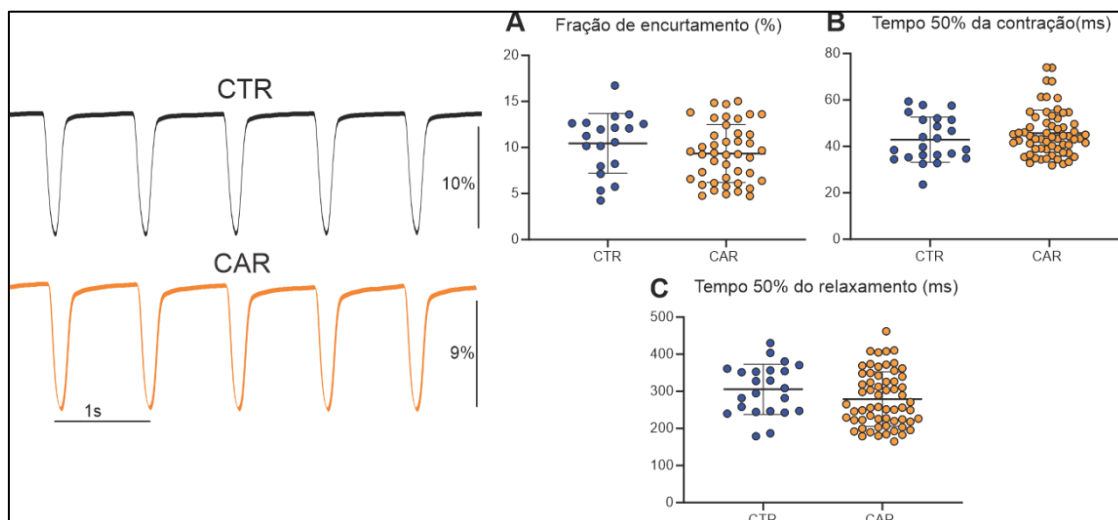 CTR
10%
CAR
9%
1s
A Fração de encurtamento (%)
20
15
10
5
0
CTR CAR
B Tempo 50% da contração(ms)
80
60
40
20
0
CTR CAR
C Tempo 50% do relaxamento (ms)
500
400
300
200
100
0
CTR CAR